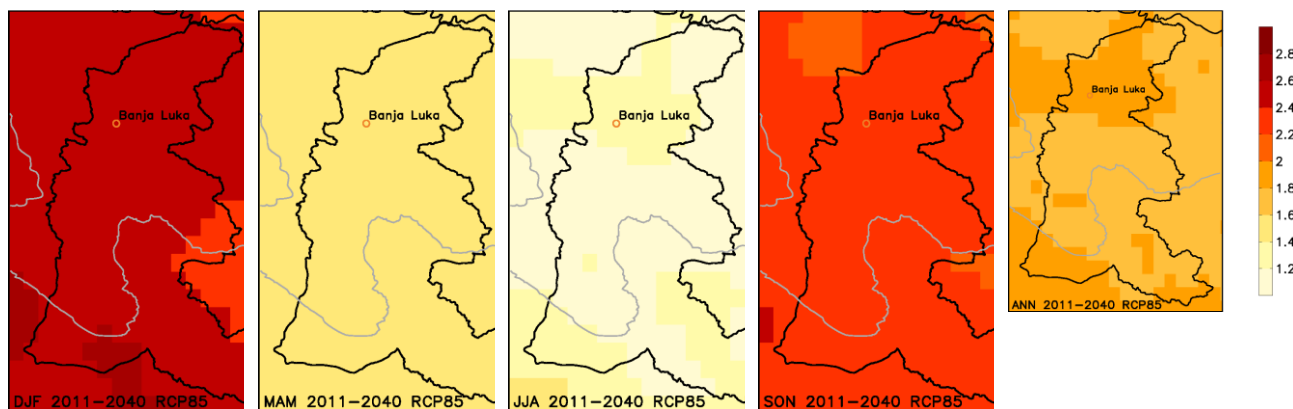 Banja Luka
DJF 2011-2040 RCP85
Banja Luka
MAM 2011-2040 RCP85
Banja Luka
JJA 2011-2040 RCP85
Banja Luka
SON 2011-2040 RCP85
Banja Luka
ANN 2011-2040 RCP85
2.8
2.6
2.4
2.2
2
1.8
1.6
1.4
1.2